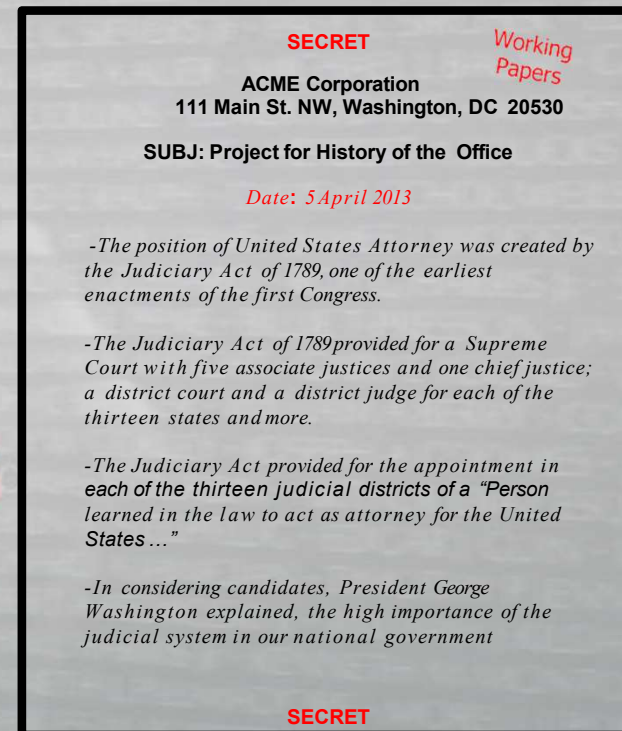 SECRET
Working
Papers
ACME Corporation
111 Main St. NW, Washington, DC 20530
SUBJ: Project for History of the Office
Date: 5 April 2013
-The position of United States Attorney was created by
the Judiciary Act of 1789, one of the earliest
enactments of the first Congress.
-The Judiciary Act of 1789 provided for a Supreme
Court with five associate justices and one chief justice;
a district court and a district judge for each of the
thirteen states and more.
-The Judiciary Act provided for the appointment in
each of the thirteen judicial districts of a “Person
learned in the law to act as attorney for the United
States …”
-In considering candidates, President George
Washington explained, the high importance of the
judicial system in our national government
SECRET